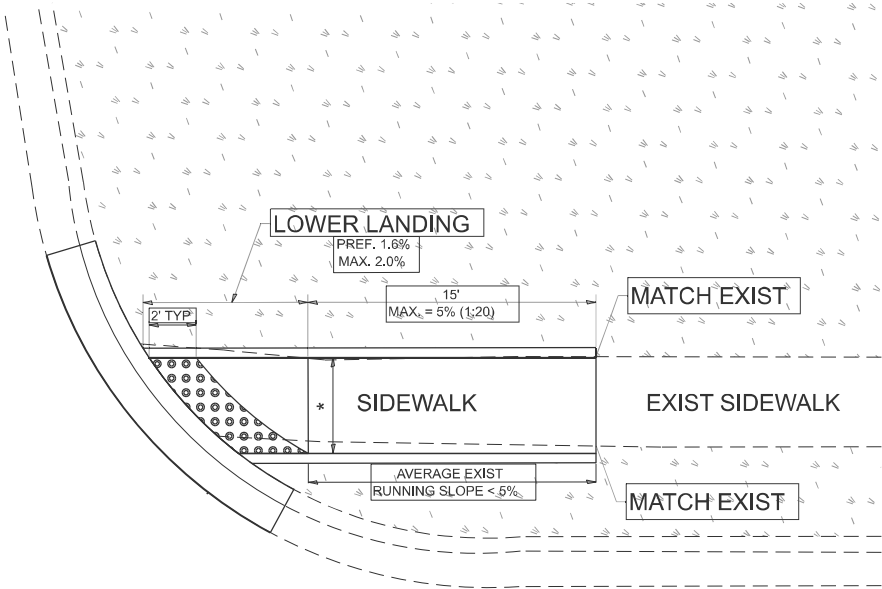 LOWER LANDING
PREF. 1.6%
MAX. 2.0%
15'
MAX. = 5% (1:20)
MATCH EXIST
2' TYP
*
SIDEWALK
EXIST SIDEWALK
AVERAGE EXIST
RUNNING SLOPE < 5%
MATCH EXIST